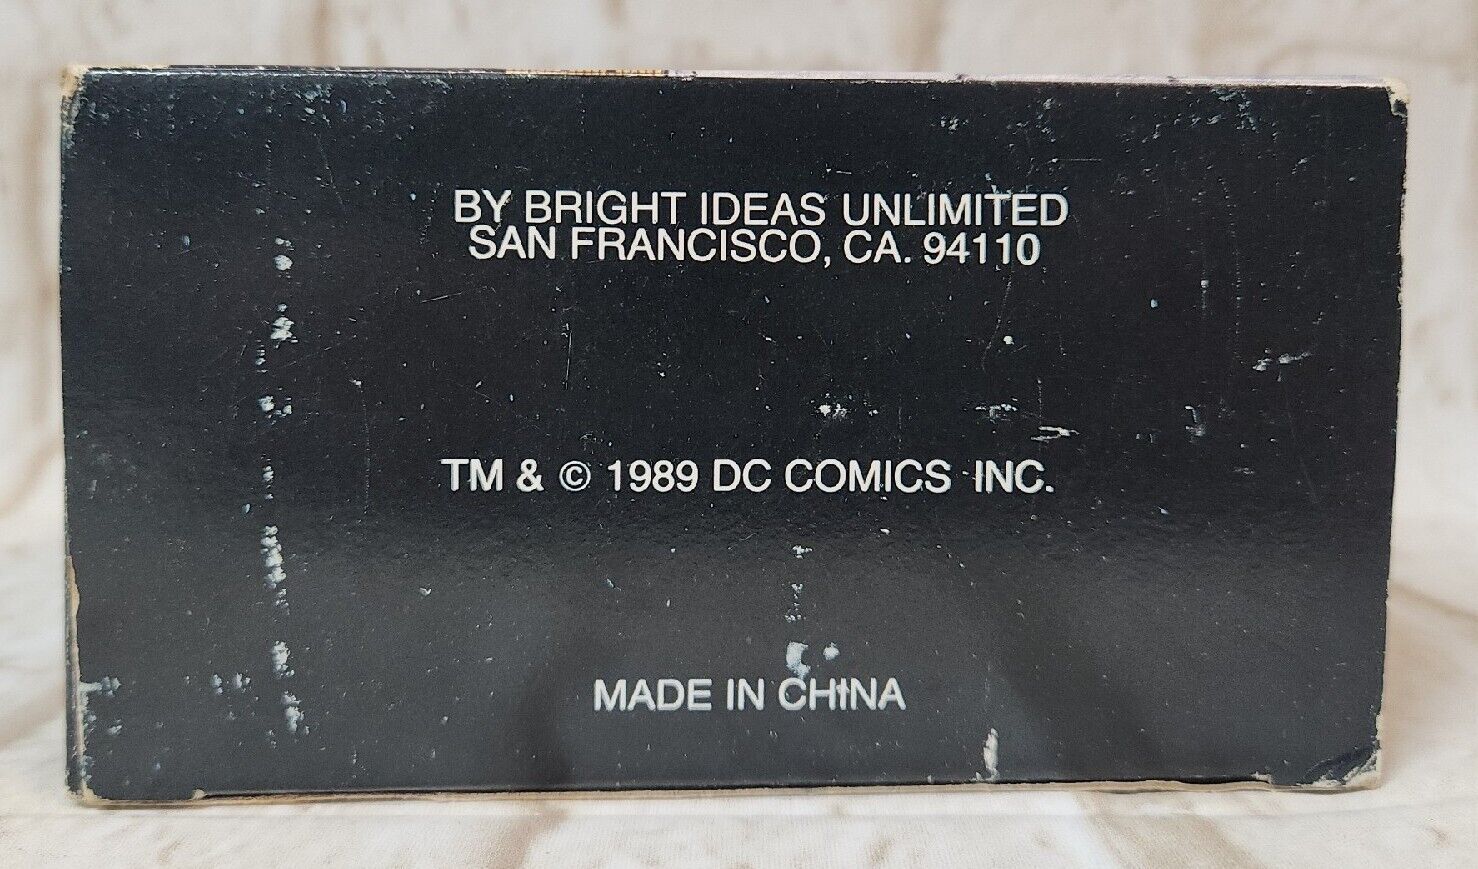 BY BRIGHT IDEAS UNLIMITED
SAN FRANCISCO, CA. 94110
TM & © 1989 DC COMICS INC.
MADE IN CHINA